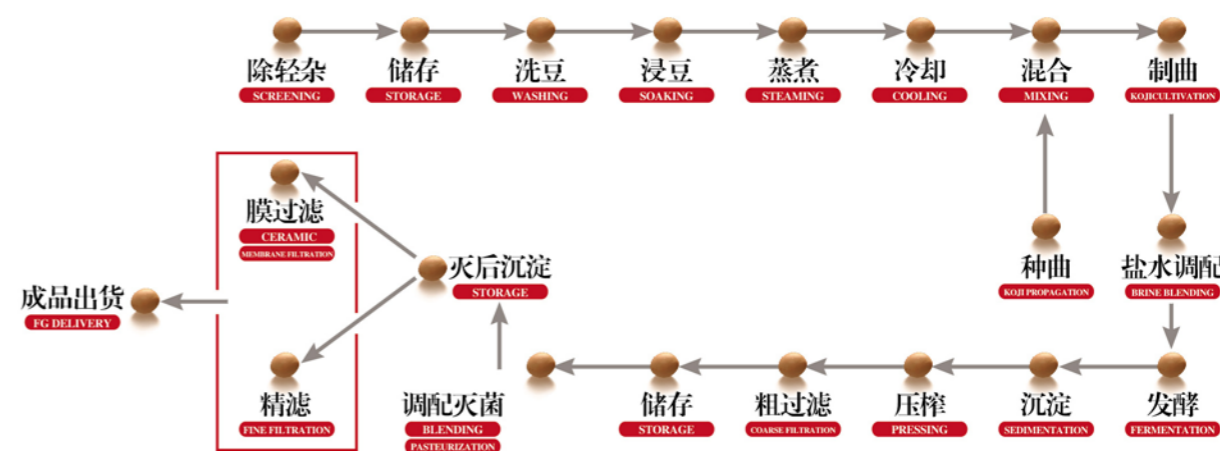 除轻杂
SCREENING
储存
STORAGE
洗豆
WASHING
浸豆
SOAKING
蒸煮
STEAMING
冷却
COOLING
混合
MIXING
制曲
KOJICULTIVATION
膜过滤
CERAMIC
MEMBRANE FILTRATION
灭后沉淀
STORAGE
种曲
KOJI PROPAGATION
盐水调配
BRINE BLENDING
成品出货
FG DELIVERY
精滤
FINE FILTRATION
调配灭菌
BLENDING
PASTEURIZATION
储存
STORAGE
粗过滤
COARSE FILTRATION
压榨
PRESSING
沉淀
SEDIMENTATION
发酵
FERMENTATION